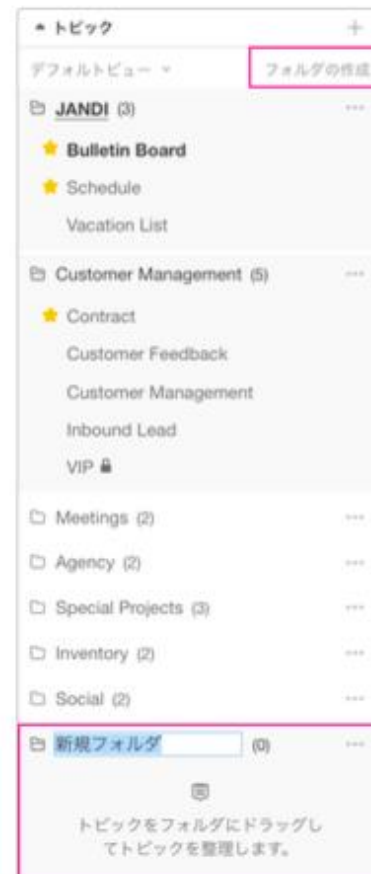 トピック
デフォルトビュー フォルダの作成
JANDI (3)
Bulletin Board
Schedule
Vacation List
Customer Management (5)
Contract
Customer Feedback
Customer Management
Inbound Lead
VIP
Meetings (2)
Agency (2)
Special Projects (3)
Inventory (2)
Social (2)
新規フォルダ (0)
トピックをフォルダにドラッグし
てトピックを整理します。